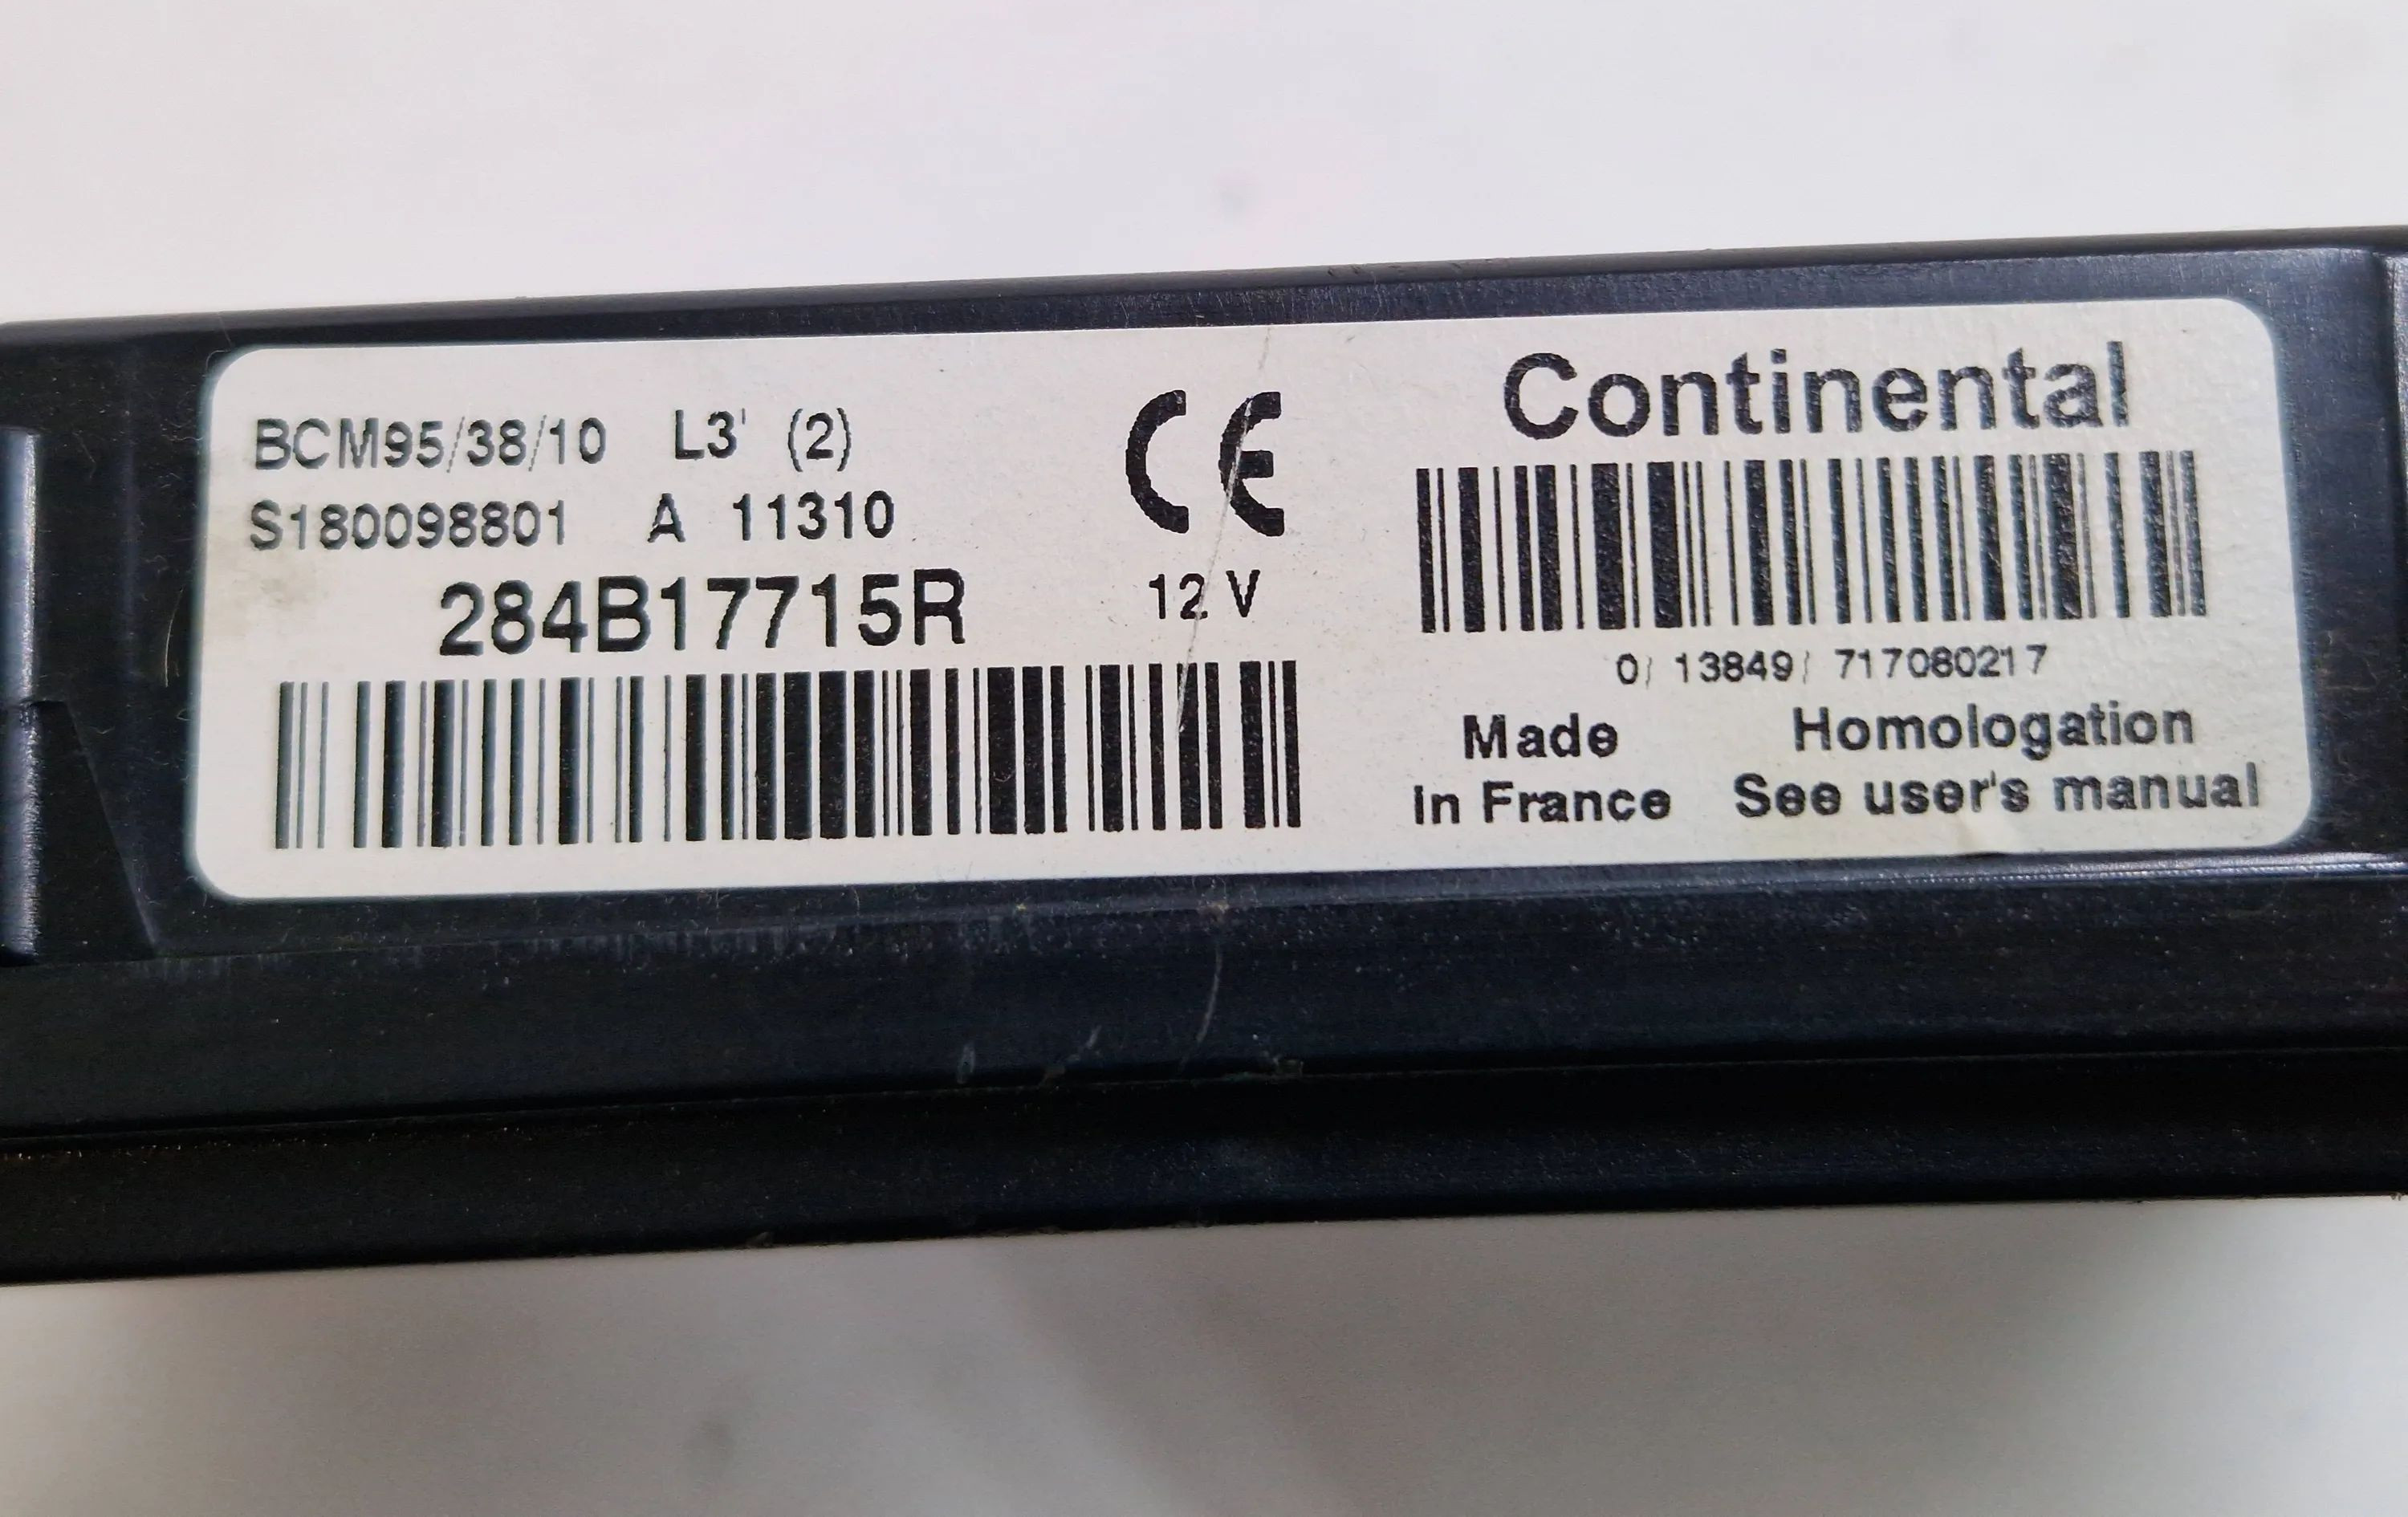 BCM95/38/10 L3' (2)
S180098801 A 11310
284B17715R
CE
12 V
Continental
0/ 13849/ 717080217
Made
in France
Homologation
See user's manual